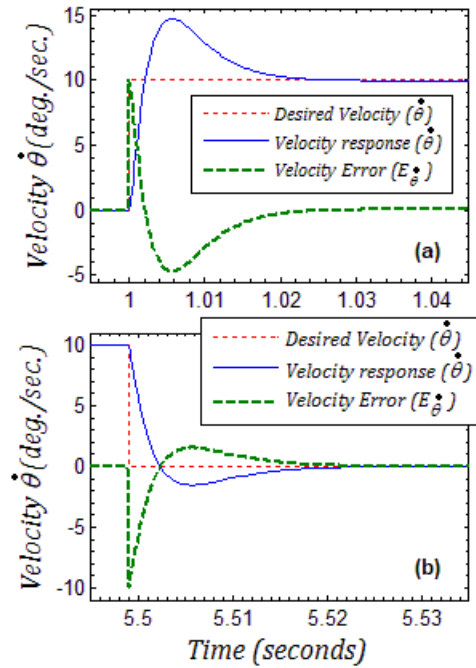 Velocity θ̇ (deg./sec.)
15
10
5
0
-5
Desired Velocity (θ̇)
Velocity response (θ̇)
Velocity Error (E_θ̇ )
(a)
1
1.01
1.02
1.03
1.04
Velocity θ̇ (deg./sec.)
10
5
0
-5
-10
Desired Velocity (θ̇)
Velocity response (θ̇)
Velocity Error (E_θ̇ )
(b)
5.5
5.51
5.52
5.53
Time (seconds)